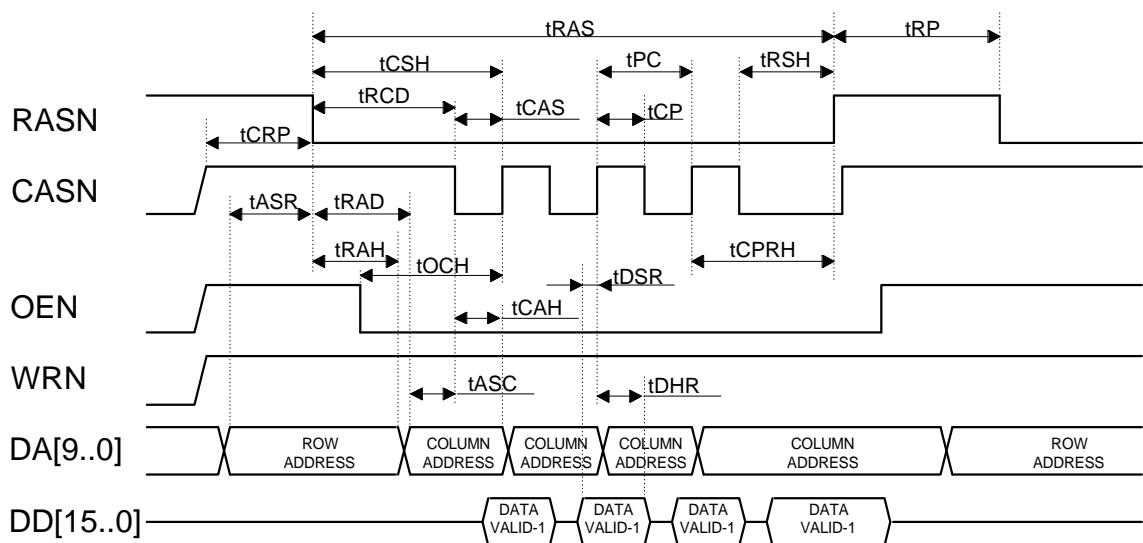 tRAS
tRP
tCSH
tPC
tRSH
tRCD
tCAS
tCP
RASN
tCRP
CASN
tASR
tRAD
tRAH
tOCH
tCPRH
tDSR
OEN
tCAH
WRN
tASC
tDHR
DA[9..0]
ROW
ADDRESS
COLUMN
ADDRESS
COLUMN
ADDRESS
COLUMN
ADDRESS
COLUMN
ADDRESS
ROW
ADDRESS
DD[15..0]
DATA
VALID-1
DATA
VALID-1
DATA
VALID-1
DATA
VALID-1